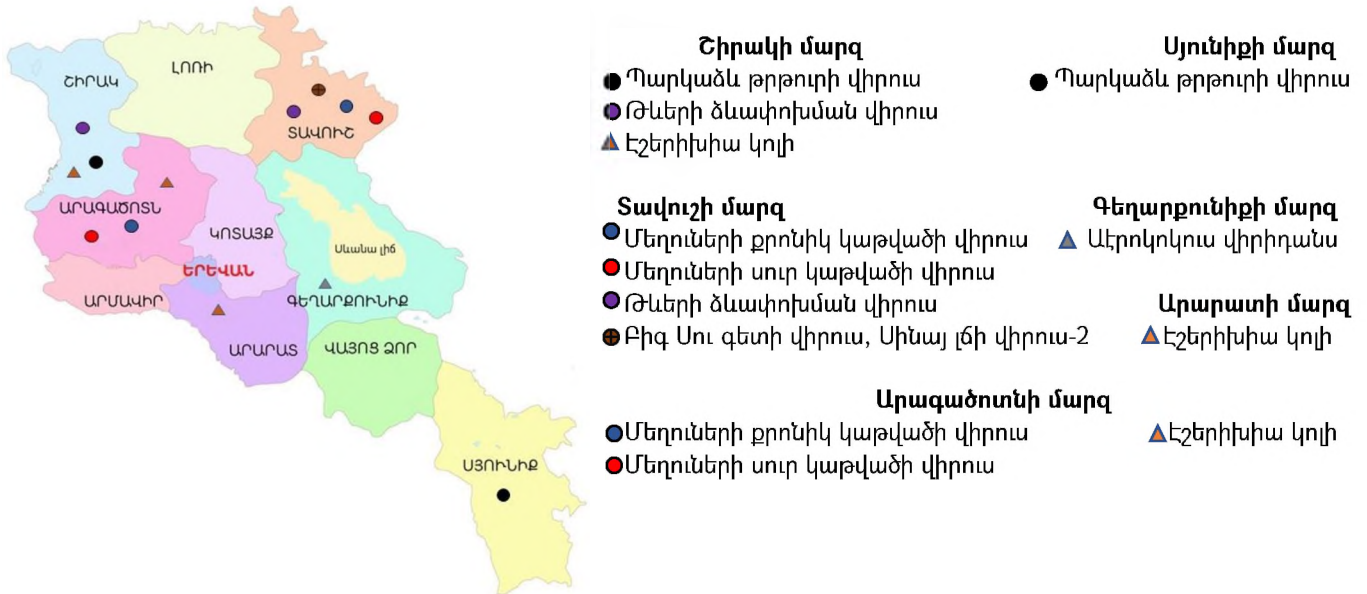 ՇԻՐԱԿ
ԼՈՌԻ
ՏԱՎՈՒՇ
ԱՐԱԳԱԾՈՏՆ
ԿՈՏԱՅՔ
Սևանա լիճ
ԵՐԵՎԱՆ
ԱՐՄԱՎԻՐ
ԳԵՂԱՐՔՈՒՆԻՔ
ԱՐԱՐԱՏ
ՎԱՅՈՑ ՁՈՐ
ՍՅՈՒՆԻՔ
Շիրակի մարզ
Պարկաձև թրթուրի վիրուս
Թևերի ձևափոխման վիրուս
Էշերիխիա կոլի
Սյունիքի մարզ
Պարկաձև թրթուրի վիրուս
Տավուշի մարզ
Մեղուների քրոնիկ կաթվածի վիրուս
Մեղուների սուր կաթվածի վիրուս
Թևերի ձևափոխման վիրուս
Բիգ Սու գետի վիրուս, Սինայ լճի վիրուս-2
Գեղարքունիքի մարզ
Աէրոկոկուս վիրիդանս
Արարատի մարզ
Էշերիխիա կոլի
Արագածոտնի մարզ
Մեղուների քրոնիկ կաթվածի վիրուս
Մեղուների սուր կաթվածի վիրուս
Էշերիխիա կոլի